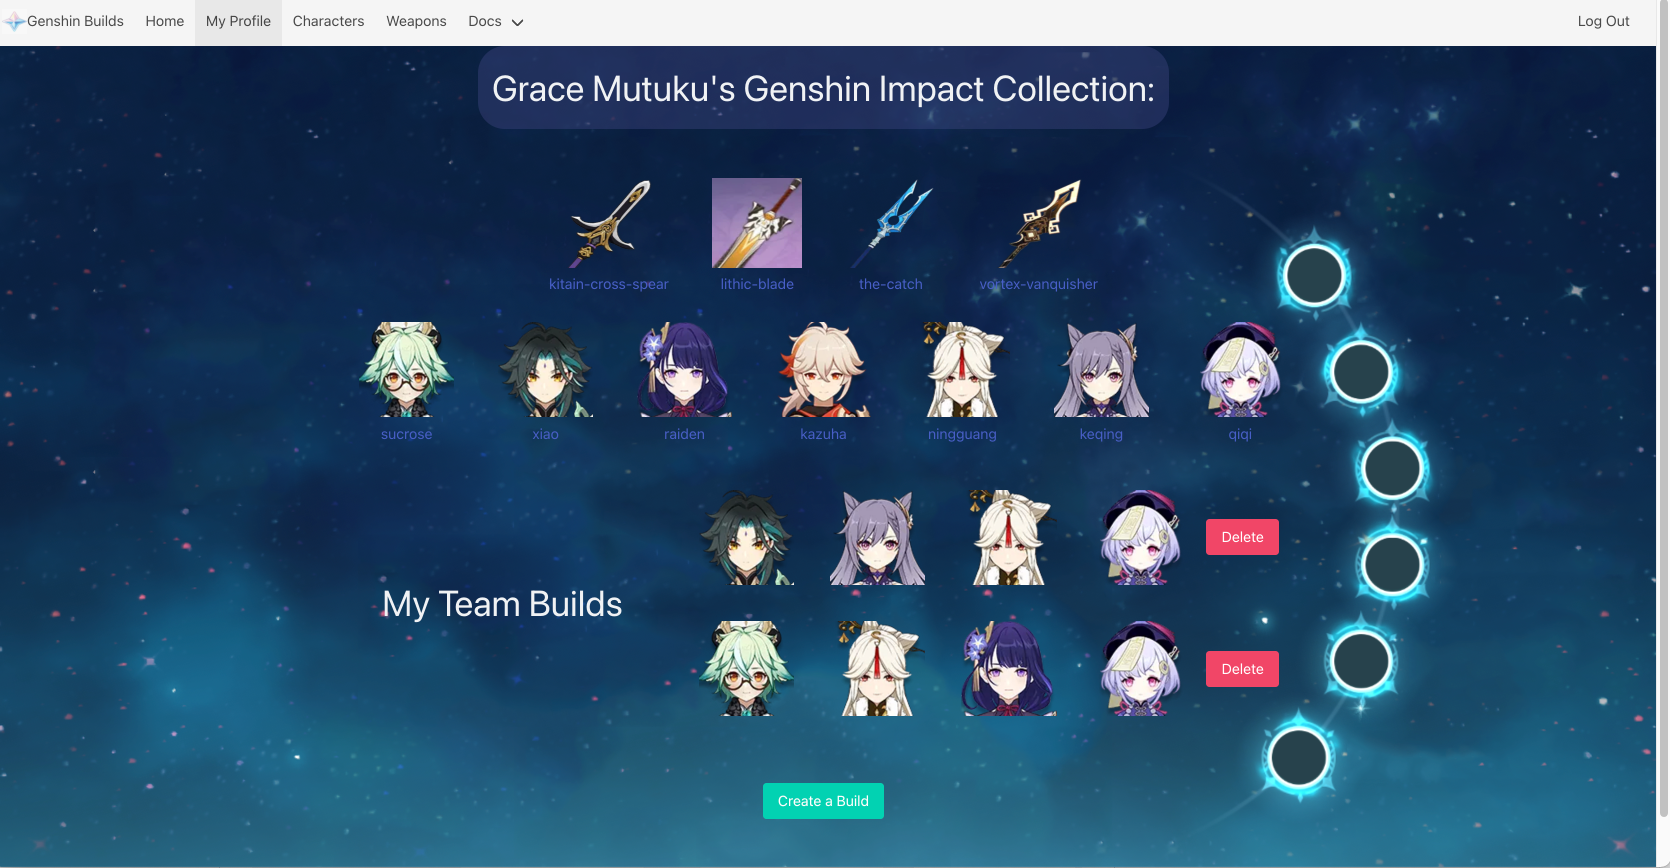 Genshin Builds Home My Profile Characters Weapons Docs Log Out
Grace Mutuku's Genshin Impact Collection:
kitain-cross-spear lithic-blade the-catch vortex-vanquisher
sucrose xiao raiden kazuha ningguang keqing qiqi
Delete
My Team Builds
Delete
Create a Build